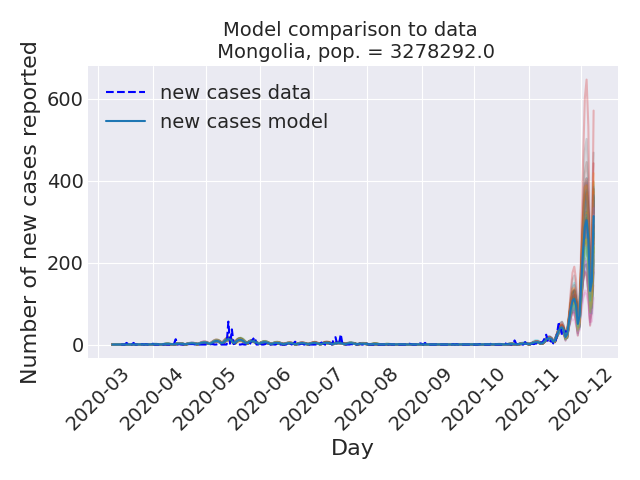 Model comparison to data
Mongolia, pop. = 3278292.0
Number of new cases reported
600
400
200
0
new cases data
new cases model
2020-03
2020-04
2020-05
2020-06
2020-07
2020-08
2020-09
2020-10
2020-11
2020-12
Day